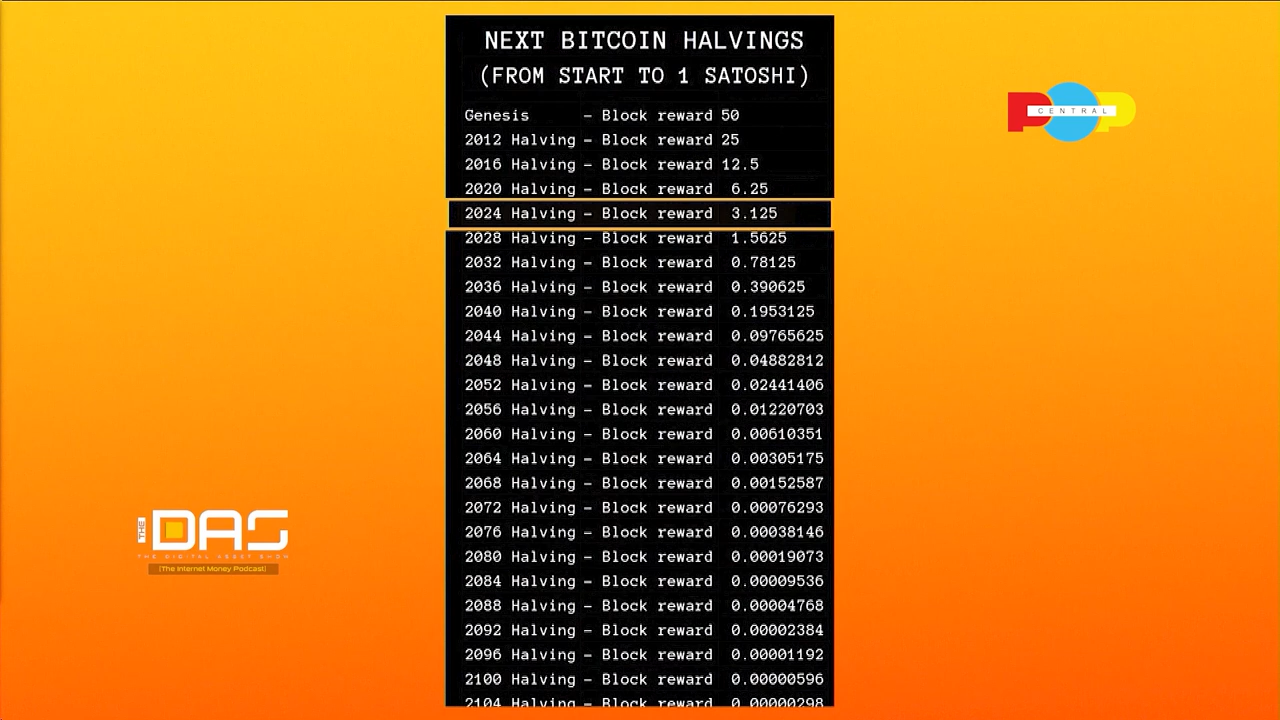 NEXT BITCOIN HALVINGS
(FROM START TO 1 SATOSHI)
Genesis – Block reward 50
2012 Halving – Block reward 25
2016 Halving – Block reward 12.5
2020 Halving – Block reward 6.25
2024 Halving – Block reward 3.125
2028 Halving – Block reward 1.5625
2032 Halving – Block reward 0.78125
2036 Halving – Block reward 0.390625
2040 Halving – Block reward 0.1953125
2044 Halving – Block reward 0.09765625
2048 Halving – Block reward 0.04882812
2052 Halving – Block reward 0.02441406
2056 Halving – Block reward 0.01220703
2060 Halving – Block reward 0.00610351
2064 Halving – Block reward 0.00305175
2068 Halving – Block reward 0.00152587
2072 Halving – Block reward 0.00076293
2076 Halving – Block reward 0.00038146
2080 Halving – Block reward 0.00019073
2084 Halving – Block reward 0.00009536
2088 Halving – Block reward 0.00004768
2092 Halving – Block reward 0.00002384
2096 Halving – Block reward 0.00001192
2100 Halving – Block reward 0.00000596
2104 Halving – Block reward 0.00000298
POP
CENTRAL
THE DAS
THE DIGITAL ASSET SHOW
[The Internet Money Podcast]